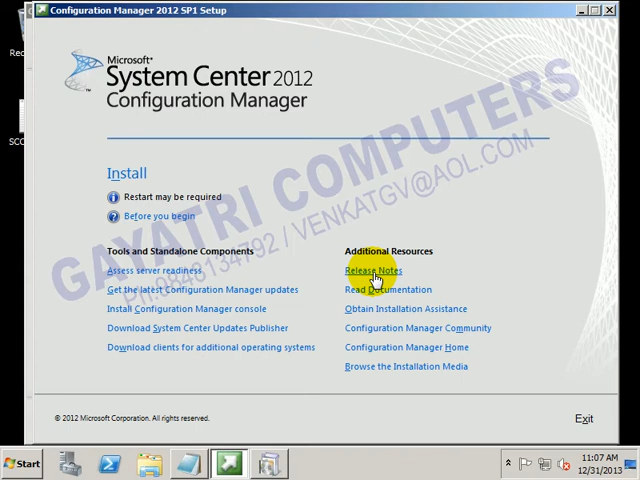 Configuration Manager 2012 SP1 Setup
Microsoft®
System Center 2012
Configuration Manager
Install
Restart may be required
Before you begin
Tools and Standalone Components
Assess server readiness
Get the latest Configuration Manager updates
Install Configuration Manager console
Download System Center Updates Publisher
Download clients for additional operating systems
Additional Resources
Release Notes
Read Documentation
Obtain Installation Assistance
Configuration Manager Community
Configuration Manager Home
Browse the Installation Media
GAYATRI COMPUTERS
Ph:09848134792 / VENKATGV@AOL.COM
© 2012 Microsoft Corporation. All rights reserved.
Exit
Start
11:07 AM
12/31/2013